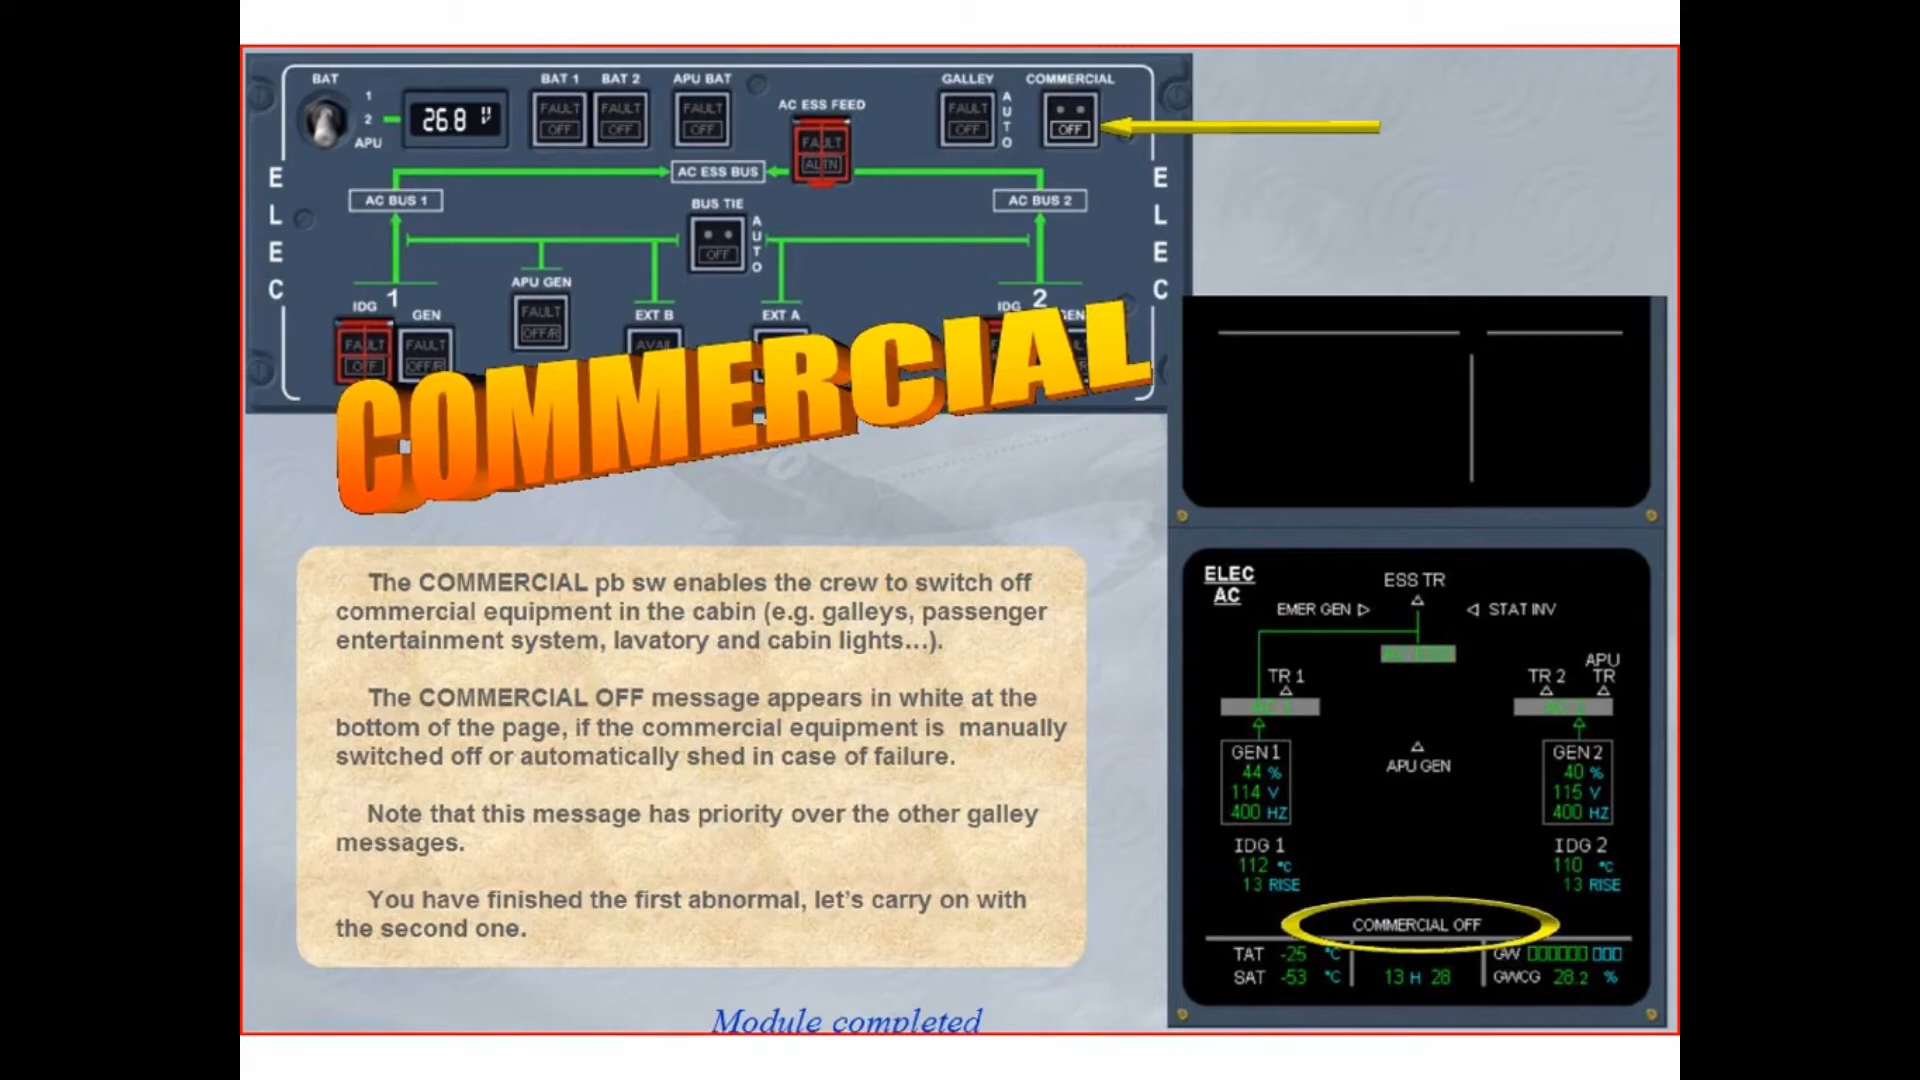 BAT
1
2
APU
26.8 V
BAT 1
BAT 2
APU BAT
FAULT
OFF
FAULT
OFF
FAULT
OFF
AC ESS FEED
FAULT
ALTN
GALLEY
FAULT
OFF
AUTO
COMMERCIAL
OFF
ELEC
ELEC
AC ESS BUS
AC BUS 1
AC BUS 2
BUS TIE
OFF
AUTO
APU GEN
FAULT
OFF/R
IDG
1
GEN
FAULT
OFF
FAULT
OFF/R
EXT B
AVAIL
EXT A
IDG
2
GEN
COMMERCIAL
The COMMERCIAL pb sw enables the crew to switch off
commercial equipment in the cabin (e.g. galleys, passenger
entertainment system, lavatory and cabin lights...).
The COMMERCIAL OFF message appears in white at the
bottom of the page, if the commercial equipment is manually
switched off or automatically shed in case of failure.
Note that this message has priority over the other galley
messages.
You have finished the first abnormal, let's carry on with
the second one.
Module completed
ELEC
AC
ESS TR
EMER GEN
STAT INV
TR 1
TR 2
APU
TR
GEN 1
44 %
114 V
400 HZ
APU GEN
GEN 2
40 %
115 V
400 HZ
IDG 1
112 °C
13 RISE
IDG 2
110 °C
13 RISE
COMMERCIAL OFF
TAT -25 °C
SAT -53 °C
13 H 28
GW
GWCG 28.2 %